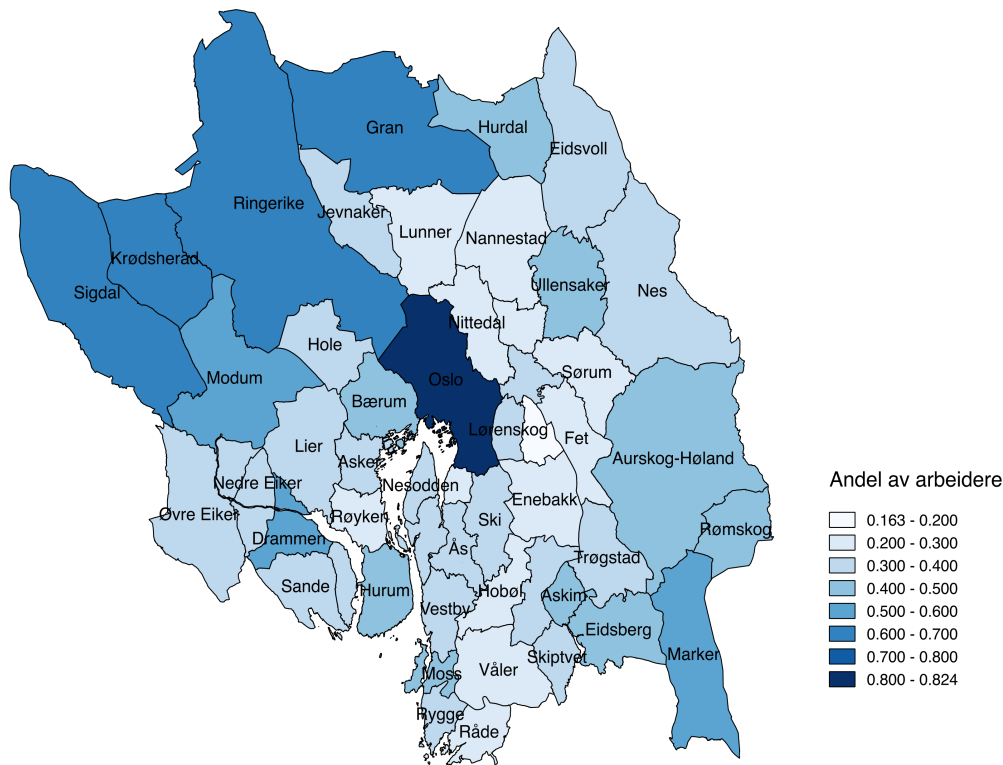 Gran
Hurdal
Eidsvoll
Ringerike
Jevnaker
Lunner
Nannestad
Krødsherad
Sigdal
Ullensaker
Nes
Nittedal
Hole
Modum
Oslo
Sørum
Bærum
Lørenskog
Fet
Lier
Asker
Aurskog-Høland
Nedre Eiker
Nesodden
Enebakk
Øvre Eiker
Røyken
Ski
Rømskog
Drammen
Ås
Trøgstad
Sande
Hurum
Hobøl
Askim
Vestby
Eidsberg
Skiptvet
Marker
Moss
Våler
Rygge
Råde
Andel av arbeidere
0.163 - 0.200
0.200 - 0.300
0.300 - 0.400
0.400 - 0.500
0.500 - 0.600
0.600 - 0.700
0.700 - 0.800
0.800 - 0.824